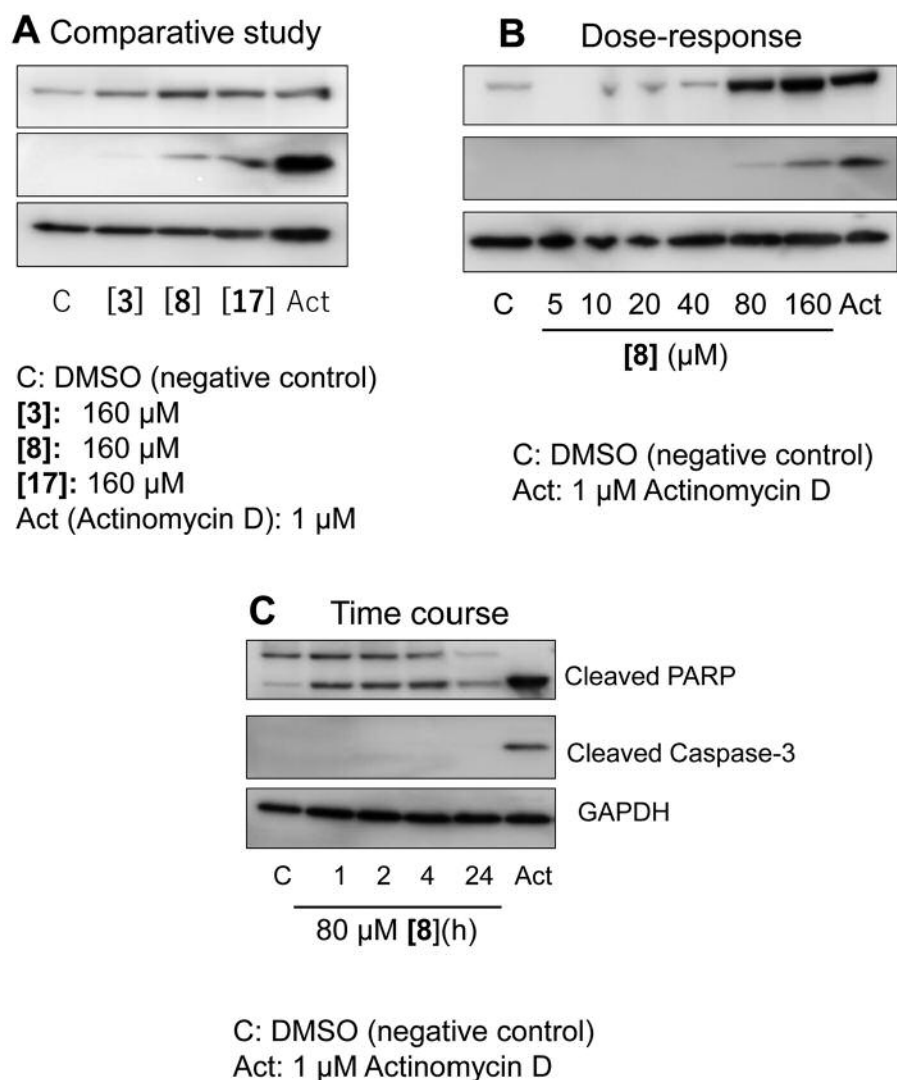 A Comparative study
C [3] [8] [17] Act
C: DMSO (negative control)
[3]: 160 µM
[8]: 160 µM
[17]: 160 µM
Act (Actinomycin D): 1 µM
B Dose-response
C 5 10 20 40 80 160 Act
[8] (µM)
C: DMSO (negative control)
Act: 1 µM Actinomycin D
C Time course
Cleaved PARP
Cleaved Caspase-3
GAPDH
C 1 2 4 24 Act
80 µM [8](h)
C: DMSO (negative control)
Act: 1 µM Actinomycin D